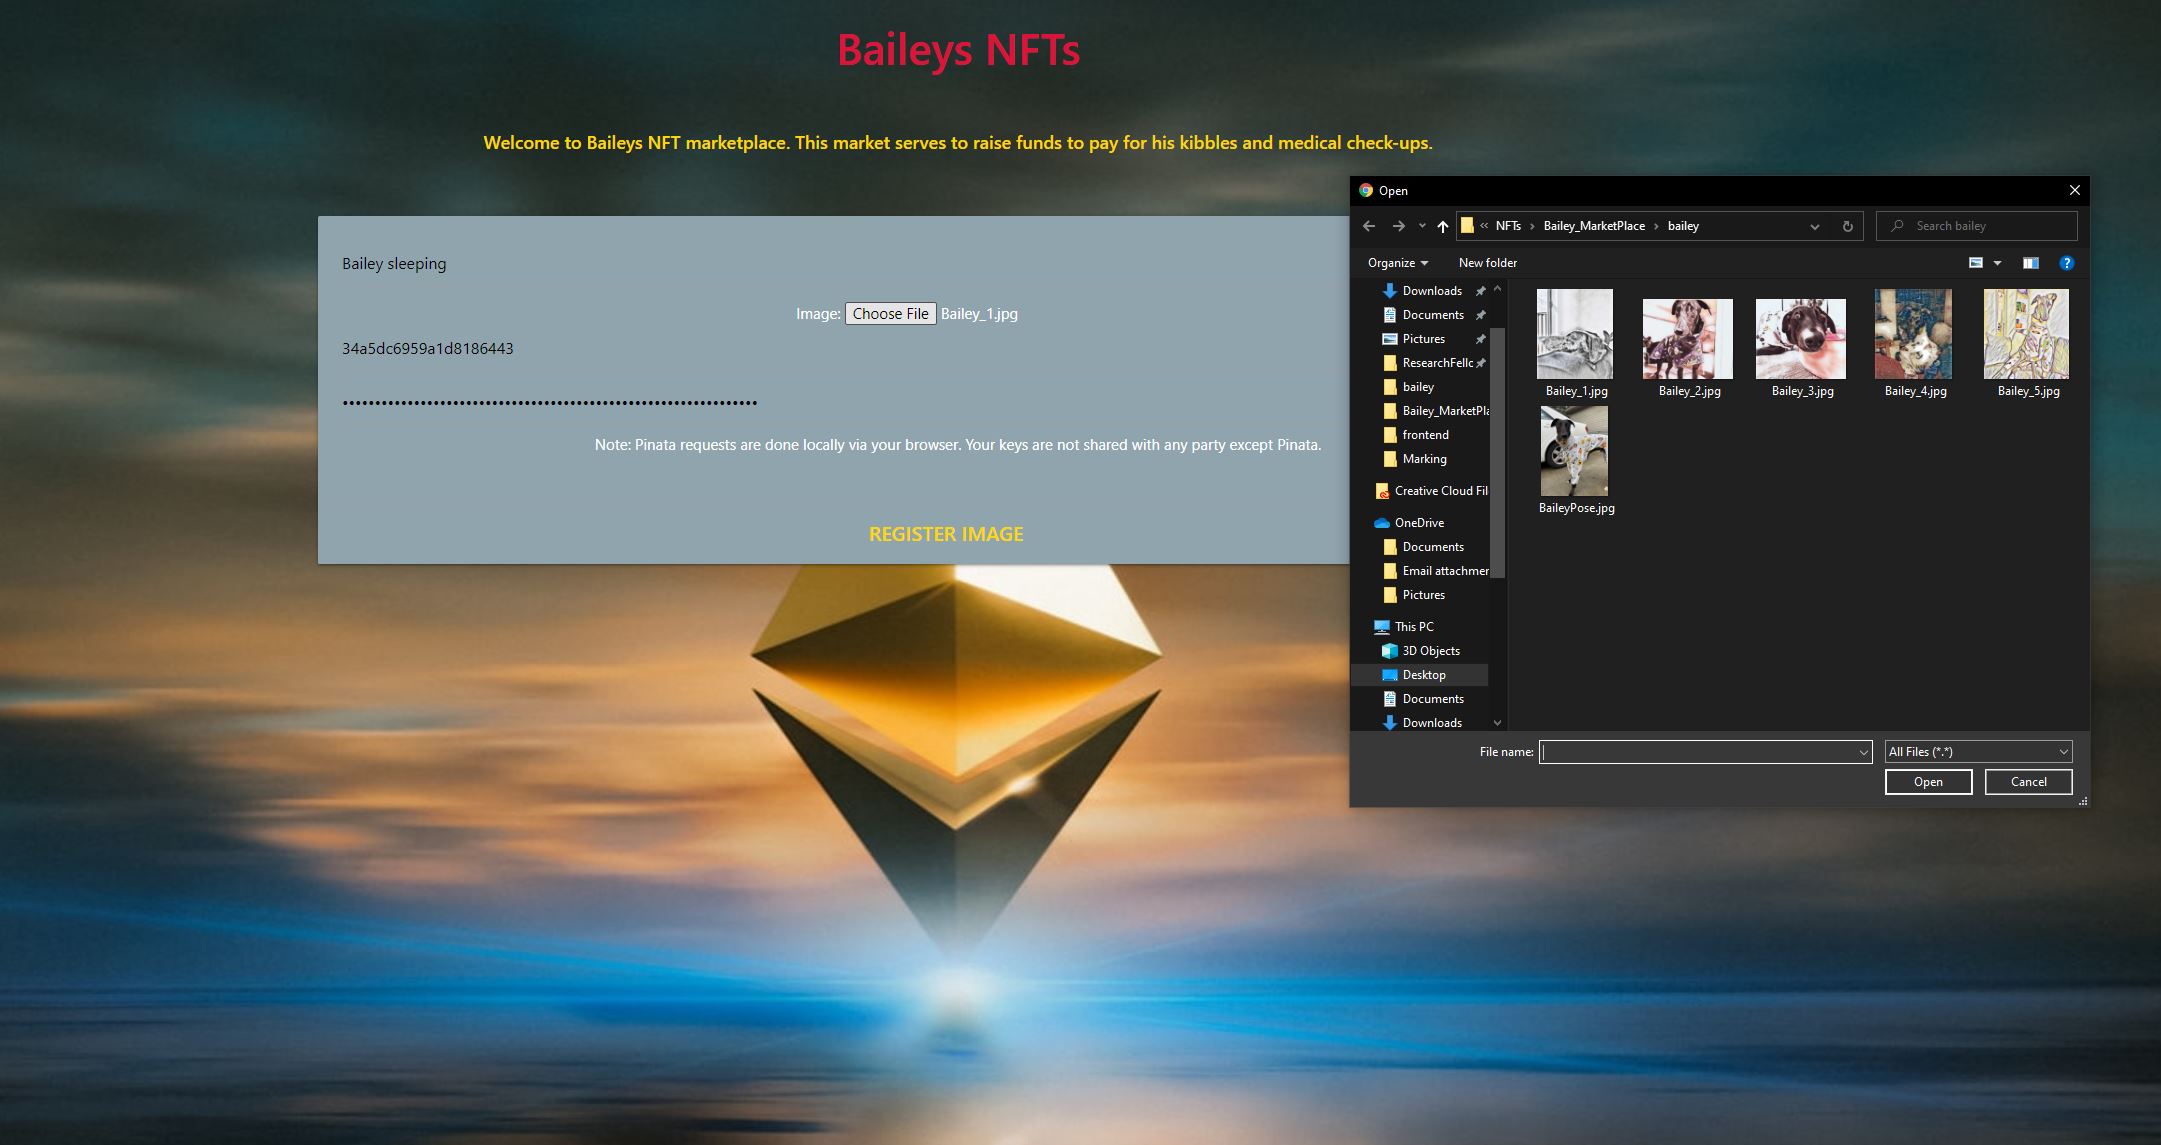 Baileys NFTs
Welcome to Baileys NFT marketplace. This market serves to raise funds to pay for his kibbles and medical check-ups.
Bailey sleeping
Image: Choose File Bailey_1.jpg
34a5dc6959a1d8186443
••••••••••••••••••••••••••••••••••••••••••••••••••••••••••••••••
Note: Pinata requests are done locally via your browser. Your keys are not shared with any party except Pinata.
REGISTER IMAGE
Open
« NFTs › Bailey_MarketPlace › bailey
Search bailey
Organize
New folder
Downloads
Documents
Pictures
ResearchFellc
bailey
Bailey_MarketPla
frontend
Marking
Creative Cloud Fil
OneDrive
Documents
Email attachmer
Pictures
This PC
3D Objects
Desktop
Documents
Downloads
Bailey_1.jpg
Bailey_2.jpg
Bailey_3.jpg
Bailey_4.jpg
Bailey_5.jpg
BaileyPose.jpg
File name:
All Files (*.*)
Open
Cancel